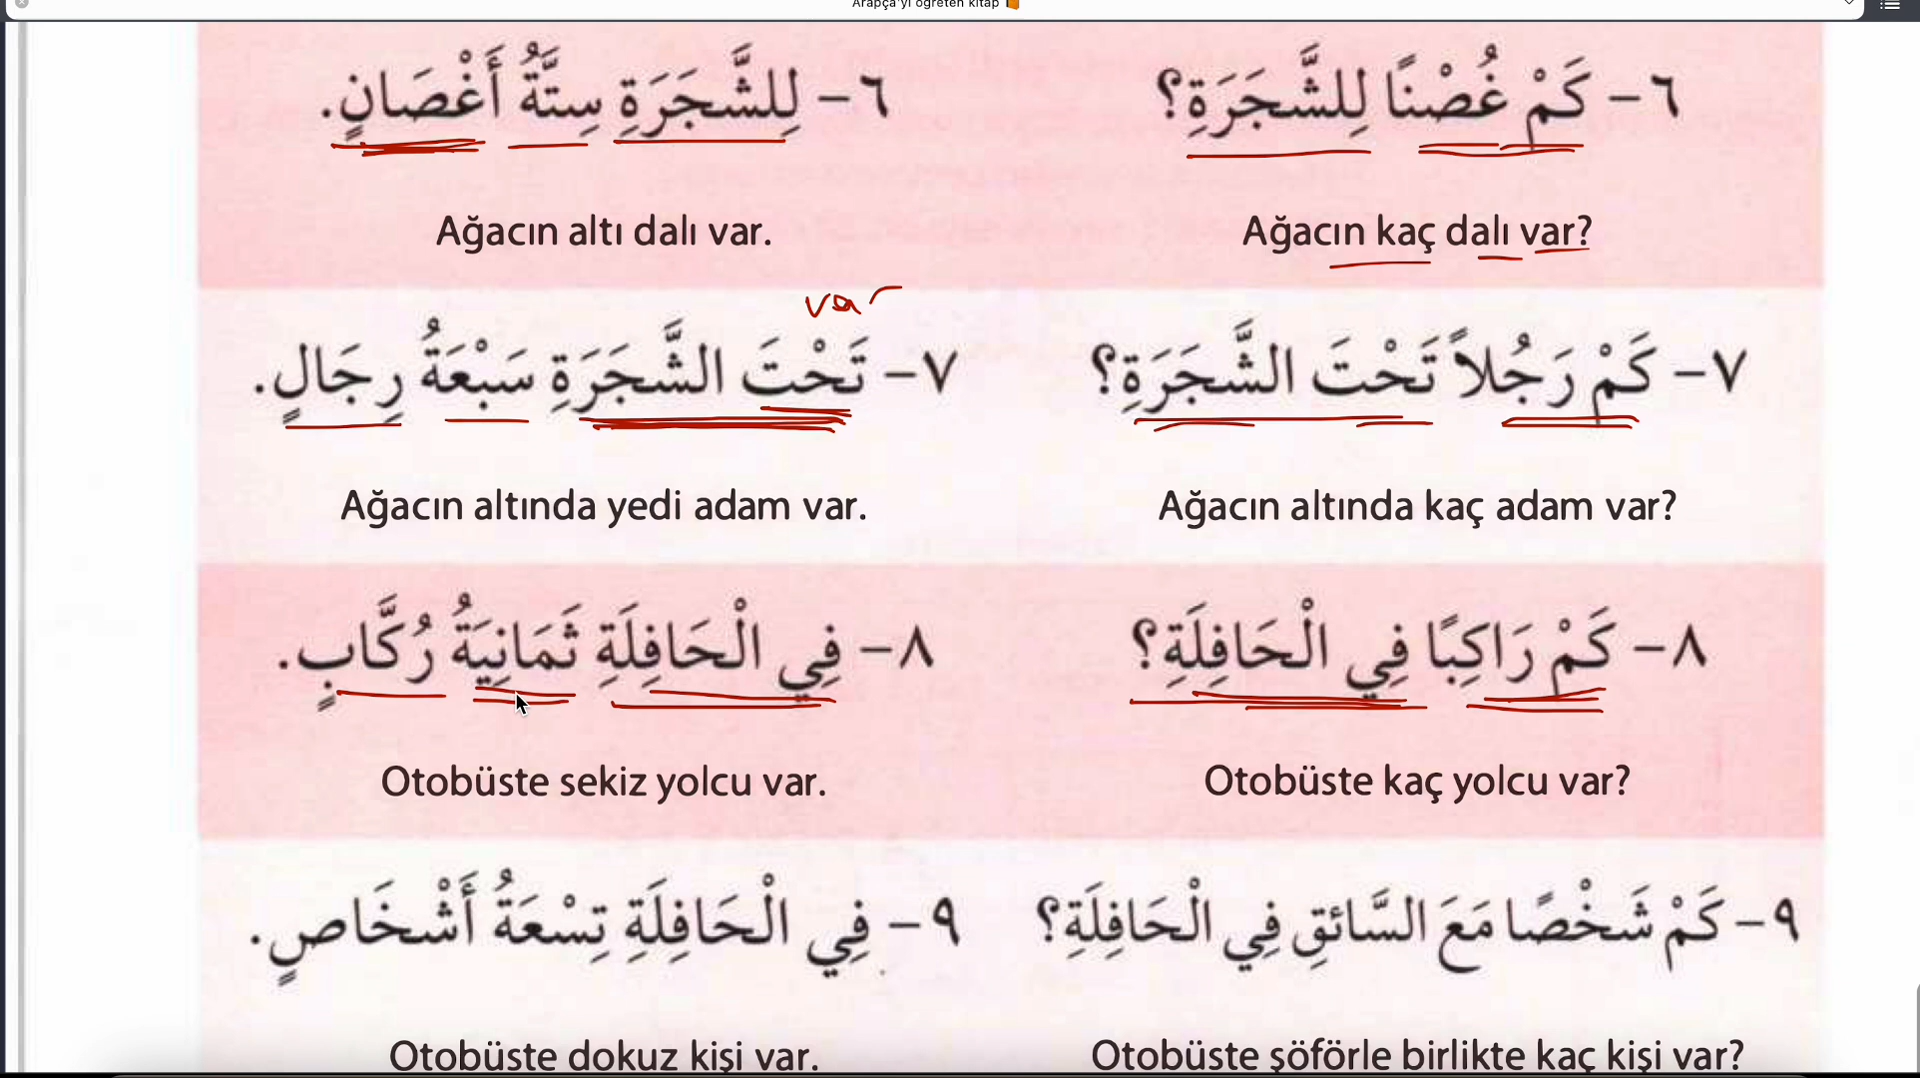 Arapça'yı öğreten kitap
٦- كَمْ غُصْنًا لِلشَّجَرَةِ؟
٦- لِلشَّجَرَةِ سِتَّةُ أَغْصَانٍ.
Ağacın kaç dalı var?
Ağacın altı dalı var.
var
٧- كَمْ رَجُلاً تَحْتَ الشَّجَرَةِ؟
٧- تَحْتَ الشَّجَرَةِ سَبْعَةُ رِجَالٍ.
Ağacın altında kaç adam var?
Ağacın altında yedi adam var.
٨- كَمْ رَاكِبًا فِي الْحَافِلَةِ؟
٨- فِي الْحَافِلَةِ ثَمَانِيَةُ رُكَّابٍ.
Otobüste kaç yolcu var?
Otobüste sekiz yolcu var.
٩- كَمْ شَخْصًا مَعَ السَّائقِ فِي الْحَافِلَةِ؟
٩- فِي الْحَافِلَةِ تِسْعَةُ أَشْخَاصٍ.
Otobüste şöförle birlikte kaç kişi var?
Otobüste dokuz kişi var.